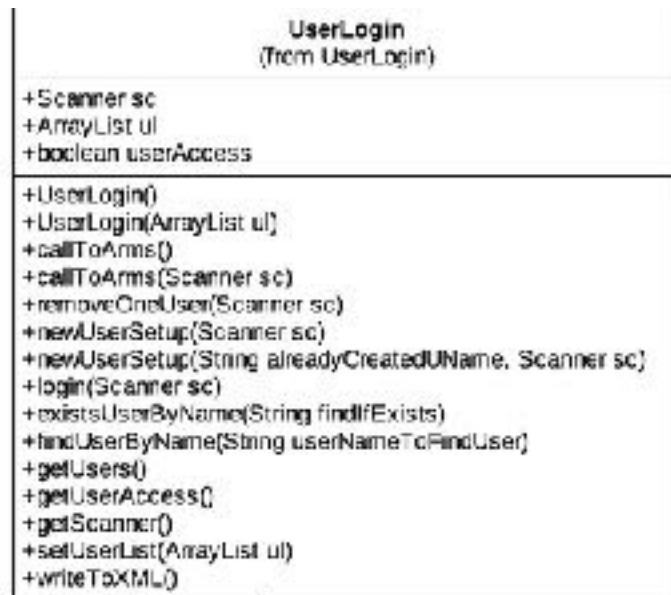 UserLogin
(from UserLogin)
+Scanner sc
+ArrayList ul
+boolean userAccess
+UserLogin()
+UserLogin(ArrayList ul)
+callToArms()
+callToArms(Scanner sc)
+removeOneUser(Scanner sc)
+newUserSetup(Scanner sc)
+newUserSetup(String alreadyCreatedUName, Scanner sc)
+login(Scanner sc)
+existsUserByName(String findIfExists)
+findUserByName(String userNameToFindUser)
+getUsers()
+getUserAccess()
+getScanner()
+setUserList(ArrayList ul)
+writeToXML()